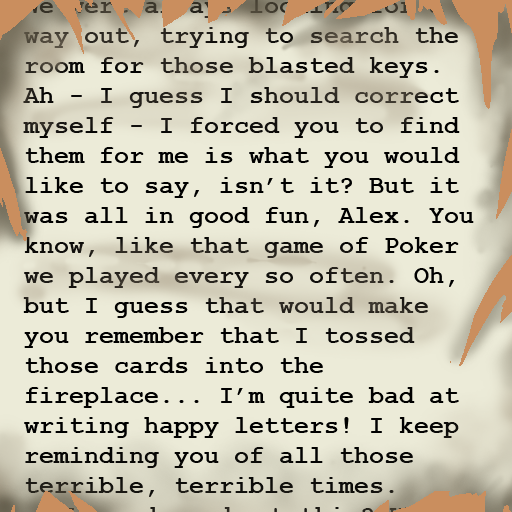 way out, trying to search the
room for those blasted keys.
Ah - I guess I should correct
myself - I forced you to find
them for me is what you would
like to say, isn’t it? But it
was all in good fun, Alex. You
know, like that game of Poker
we played every so often. Oh,
but I guess that would make
you remember that I tossed
those cards into the
fireplace... I’m quite bad at
writing happy letters! I keep
reminding you of all those
terrible, terrible times.